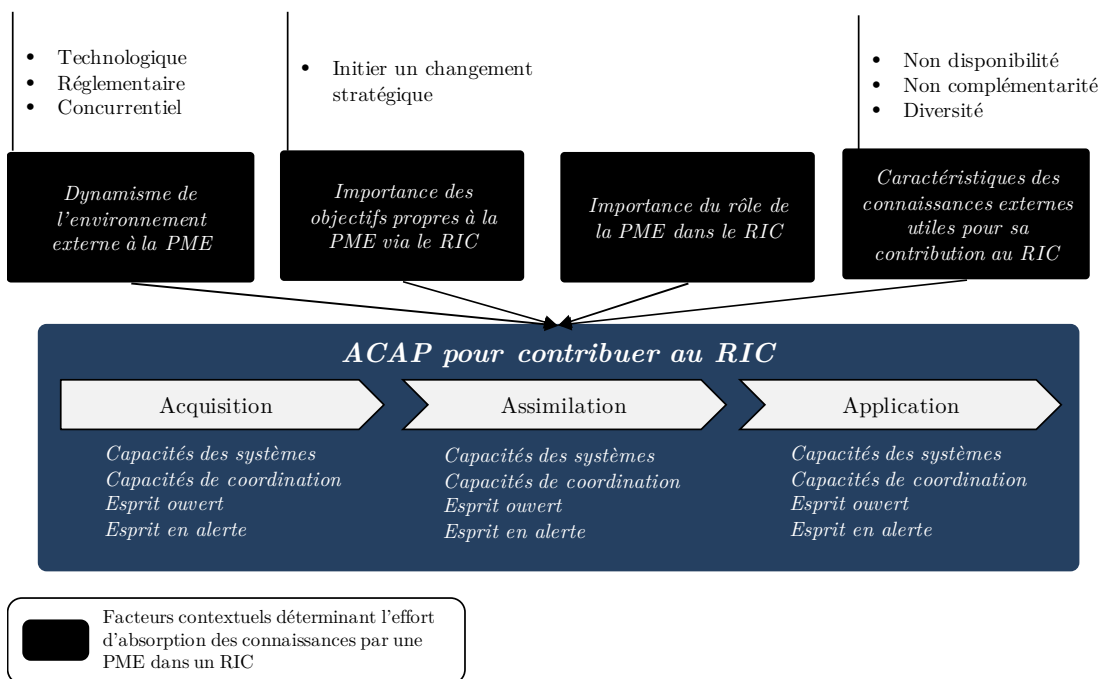 • Technologique
• Réglementaire
• Concurrentiel
• Initier un changement
stratégique
• Non disponibilité
• Non complémentarité
• Diversité
Dynamisme de
l'environnement
externe à la PME
Importance des
objectifs propres à la
PME via le RIC
Importance du rôle de
la PME dans le RIC
Caractéristiques des
connaissances externes
utiles pour sa
contribution au RIC
ACAP pour contribuer au RIC
Acquisition
Capacités des systèmes
Capacités de coordination
Esprit ouvert
Esprit en alerte
Assimilation
Capacités des systèmes
Capacités de coordination
Esprit ouvert
Esprit en alerte
Application
Capacités des systèmes
Capacités de coordination
Esprit ouvert
Esprit en alerte
Facteurs contextuels déterminant l'effort
d'absorption des connaissances par une
PME dans un RIC